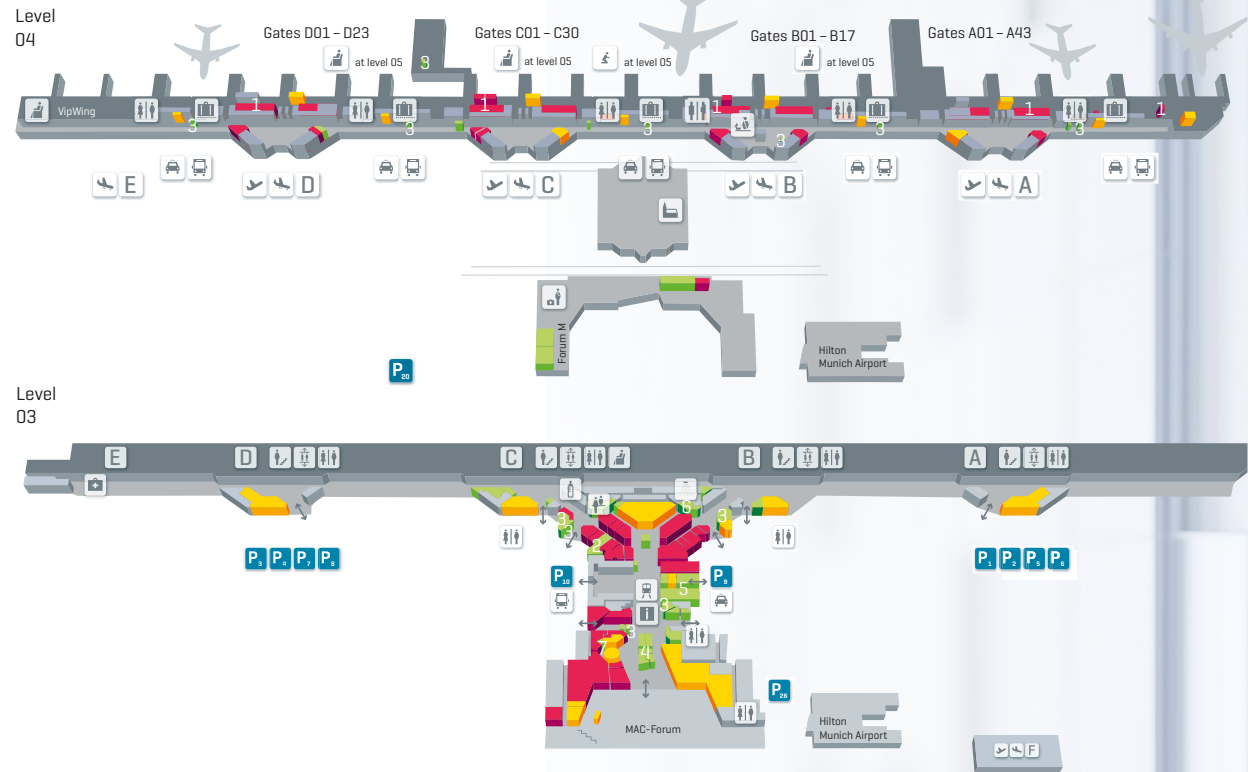 Level
04
Gates D01 – D23
Gates C01 – C30
Gates B01 – B17
Gates A01 – A43
at level 05
3
at level 05
at level 05
at level 05
VipWing
1
1
1
1
1
3
3
3
3
3
3
E
D
C
B
A
Forum M
Hilton
Munich Airport
P20
Level
03
E
D
C
B
A
6
3
3
3
2
P3
P4
P7
P8
P1
P2
P5
P6
P10
P9
5
i
3
3
7
4
P26
MAC-Forum
Hilton
Munich Airport
F